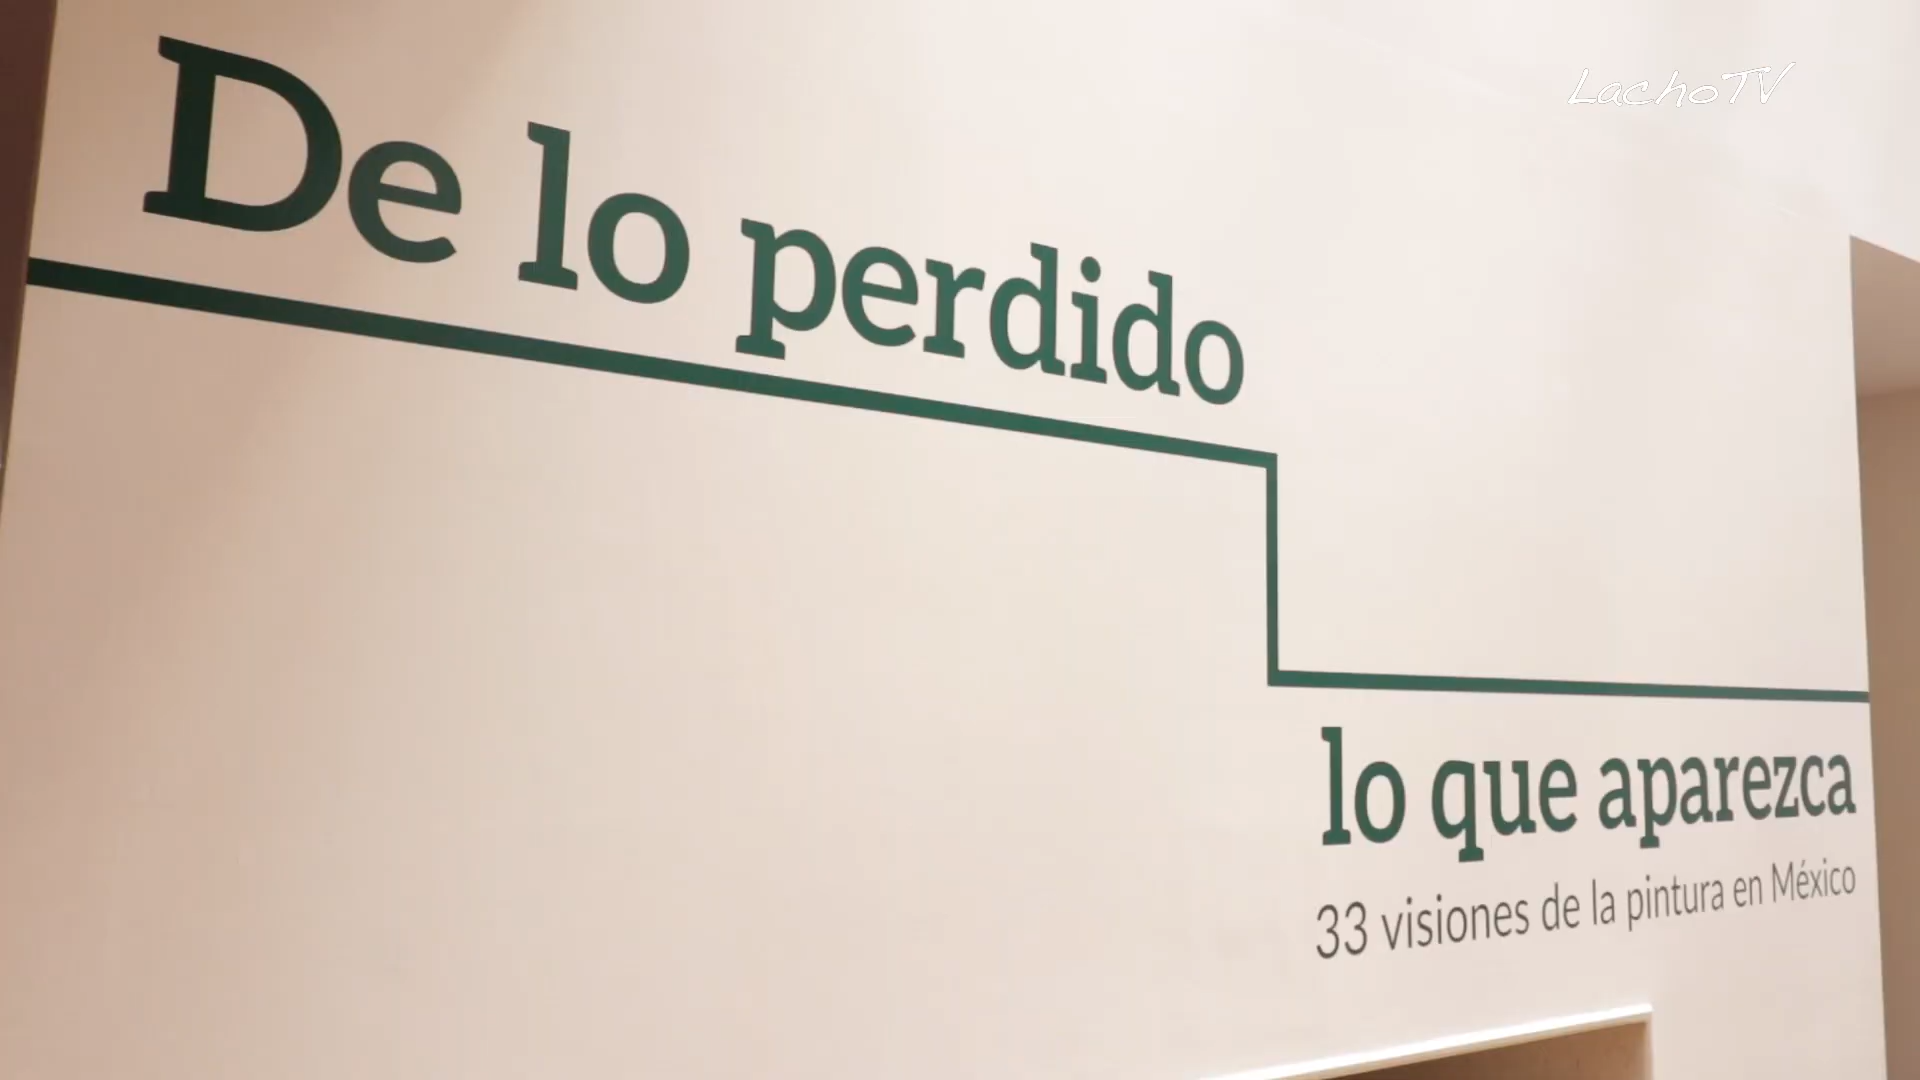 LachoTV
De lo perdido
lo que aparezca
33 visiones de la pintura en México